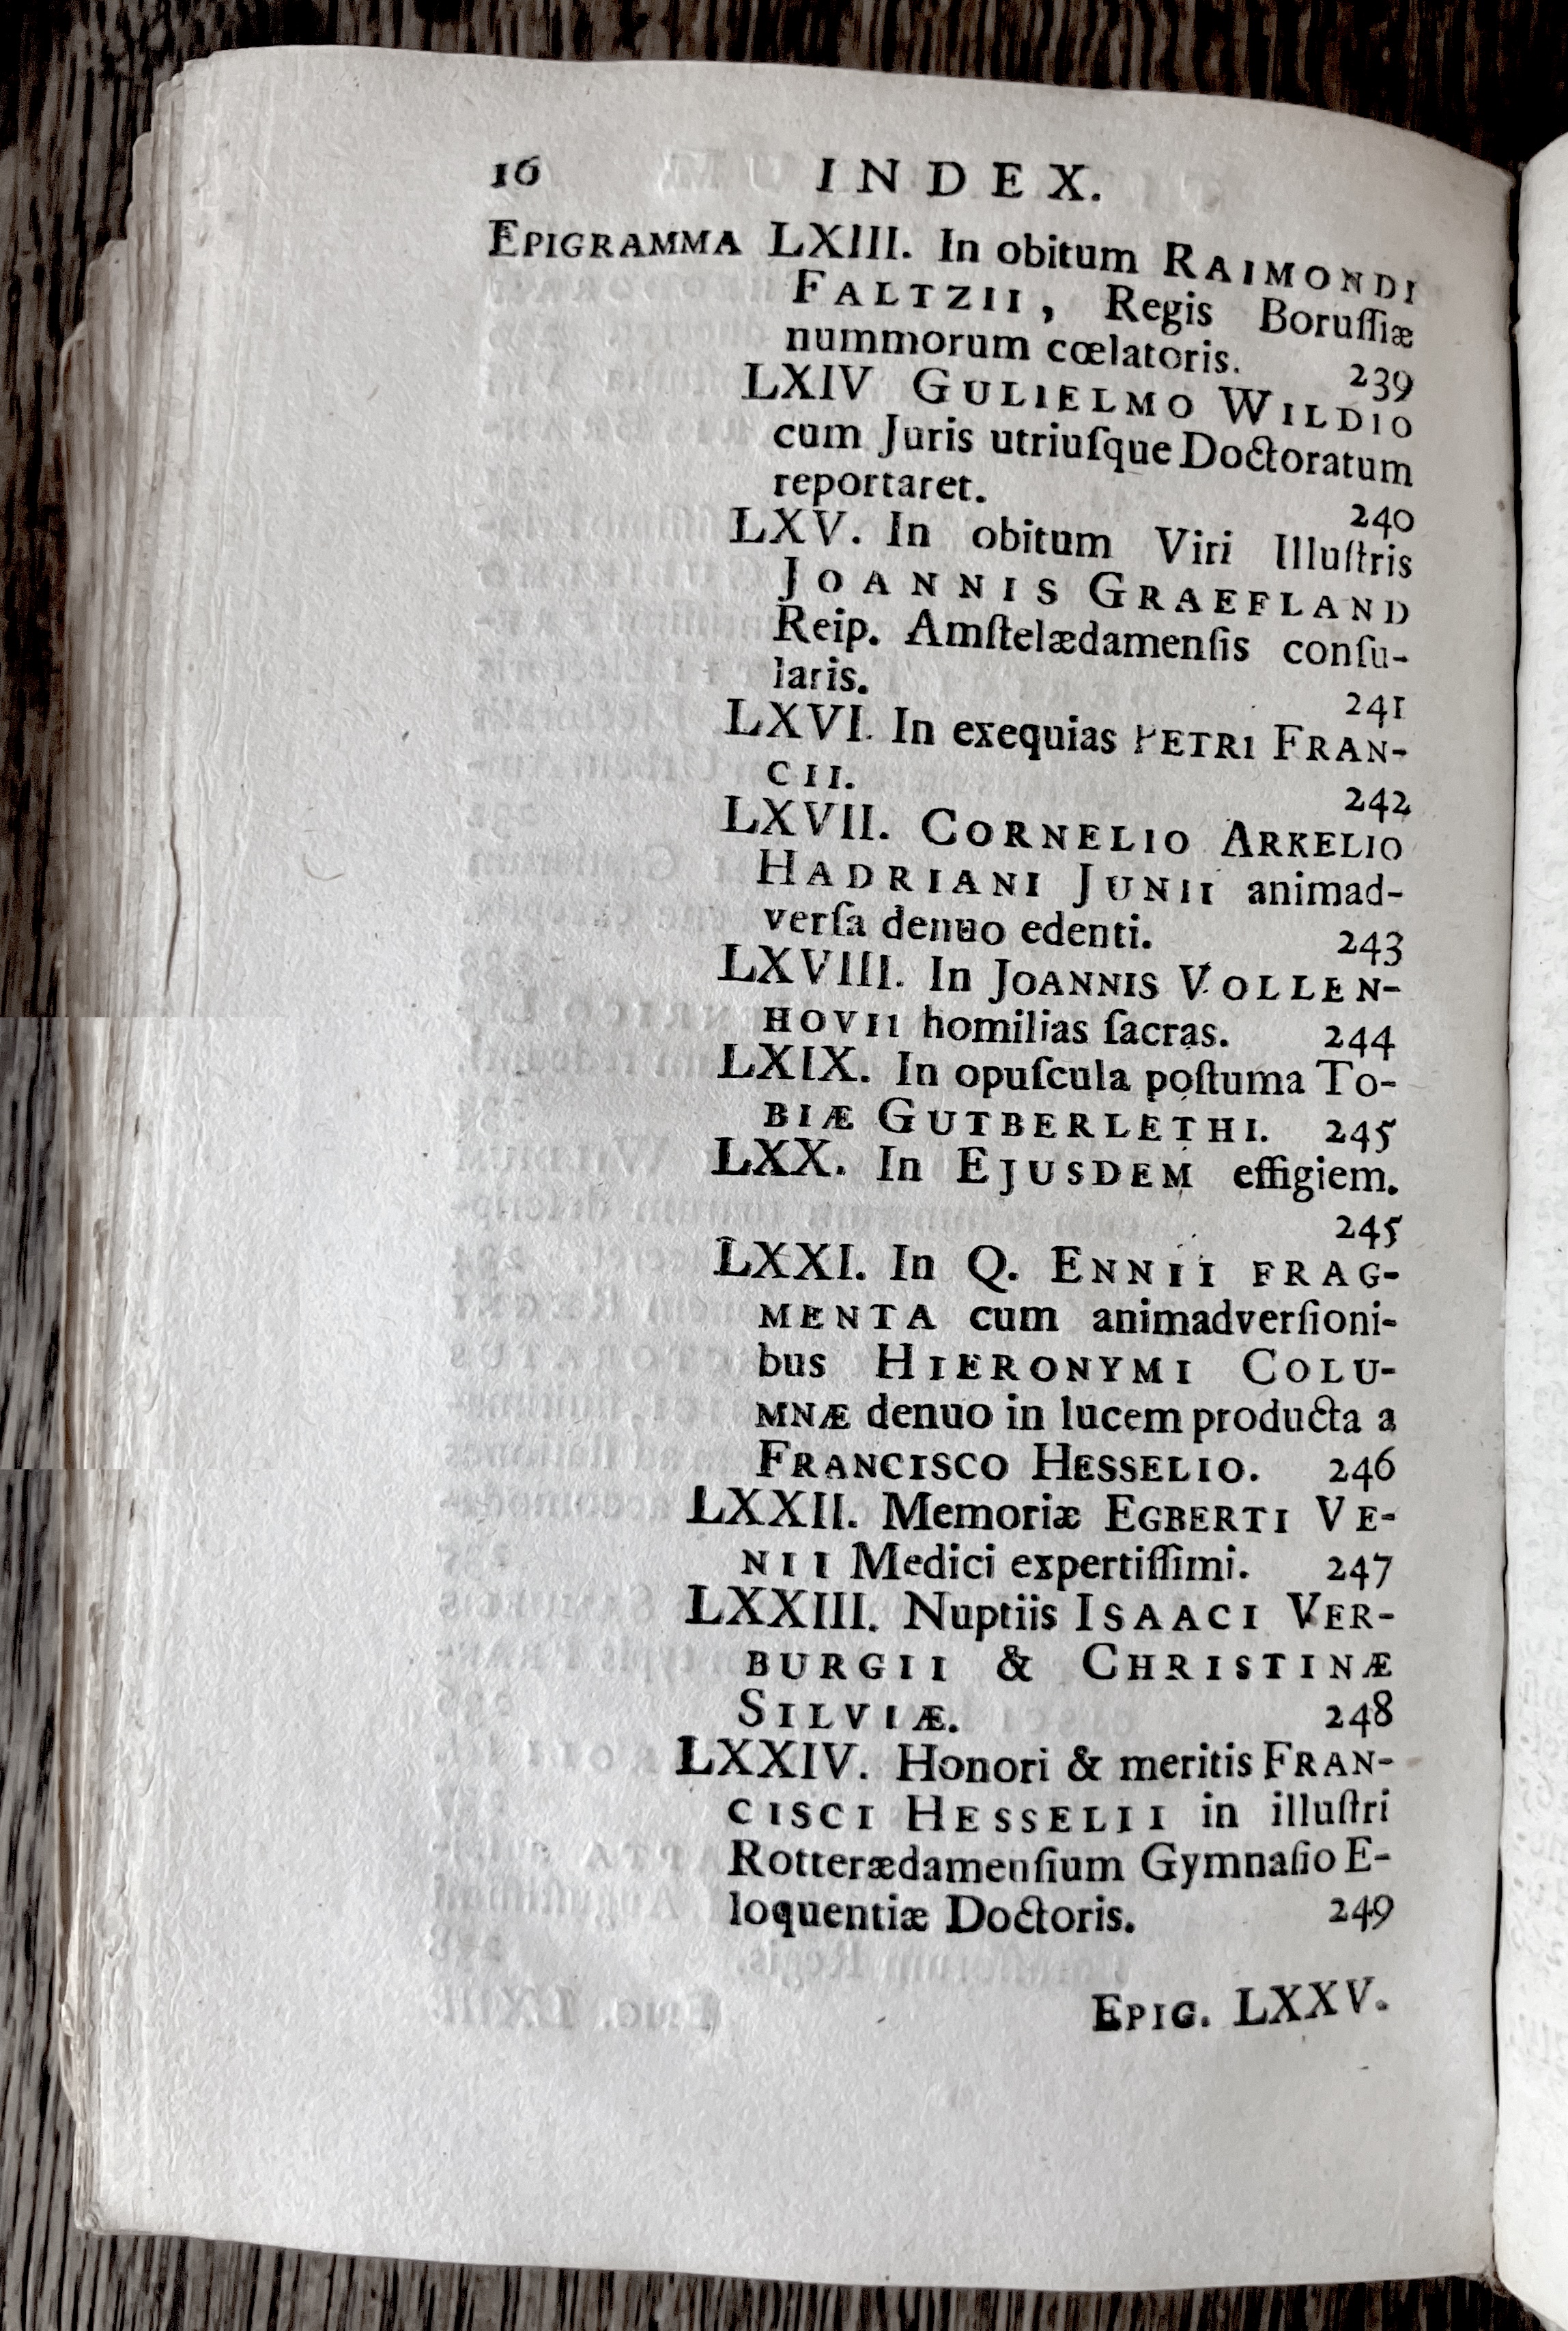 16 INDEX.
EPIGRAMMA LXIII. In obitum RAIMONDI
FALTZII, Regis Boruſſiæ
nummorum cœlatoris. 239
LXIV GULIELMO WILDIO
cum Juris utriuſque Doctoratum
reportaret. 240
LXV. In obitum Viri Illuſtris
JOANNIS GRAEFLAND
Reip. Amſtelædamenſis conſu-
laris. 241
LXVI. In exequias PETRI FRAN-
CII. 242
LXVII. CORNELIO ARKELIO
HADRIANI JUNII animad-
verſa denuo edenti. 243
LXVIII. In JOANNIS VOLLEN-
HOVII homilias ſacras. 244
LXIX. In opuſcula poſtuma TO-
BIÆ GUTBERLETHI. 245
LXX. In EJUSDEM effigiem.
245
LXXI. In Q. ENNII FRAG-
MENTA cum animadverſioni-
bus HIERONYMI COLU-
MNÆ denuo in lucem producta a
FRANCISCO HESSELIO. 246
LXXII. Memoriæ EGBERTI VE-
NII Medici expertiſſimi. 247
LXXIII. Nuptiis ISAACI VER-
BURGII & CHRISTINÆ
SILVIÆ. 248
LXXIV. Honori & meritis FRAN-
CISCI HESSELII in illuſtri
Rotterædamenſium Gymnaſio E-
loquentiæ Doctoris. 249
EPIG. LXXV.